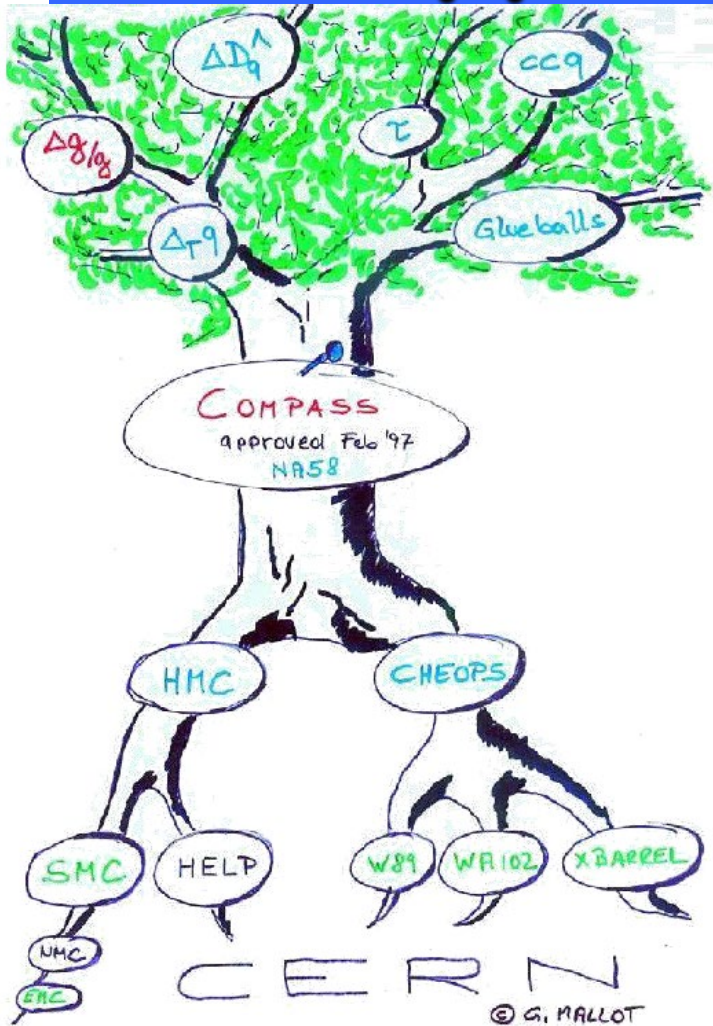 ΔD_q^Λ
ccq
Δg/g
τ
Δ_T q
Glueballs
COMPASS
approved Feb '97
NA58
HMC
CHEOPS
SMC
HELP
W89
WA102
XBARREL
NMC
EMC
CERN
© G. MALLOT